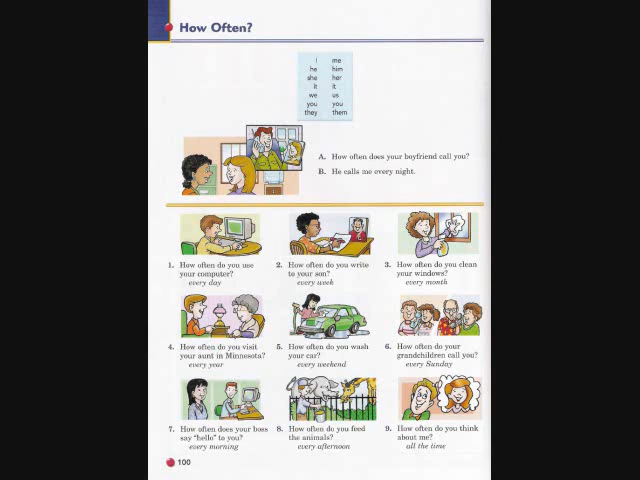 How Often?
I me
he him
she her
it it
we us
you you
they them
A. How often does your boyfriend call you?
B. He calls me every night.
1. How often do you use
your computer?
every day
2. How often do you write
to your son?
every week
3. How often do you clean
your windows?
every month
4. How often do you visit
your aunt in Minnesota?
every year
5. How often do you wash
your car?
every weekend
6. How often do your
grandchildren call you?
every Sunday
7. How often does your boss
say "hello" to you?
every morning
8. How often do you feed
the animals?
every afternoon
9. How often do you think
about me?
all the time
100